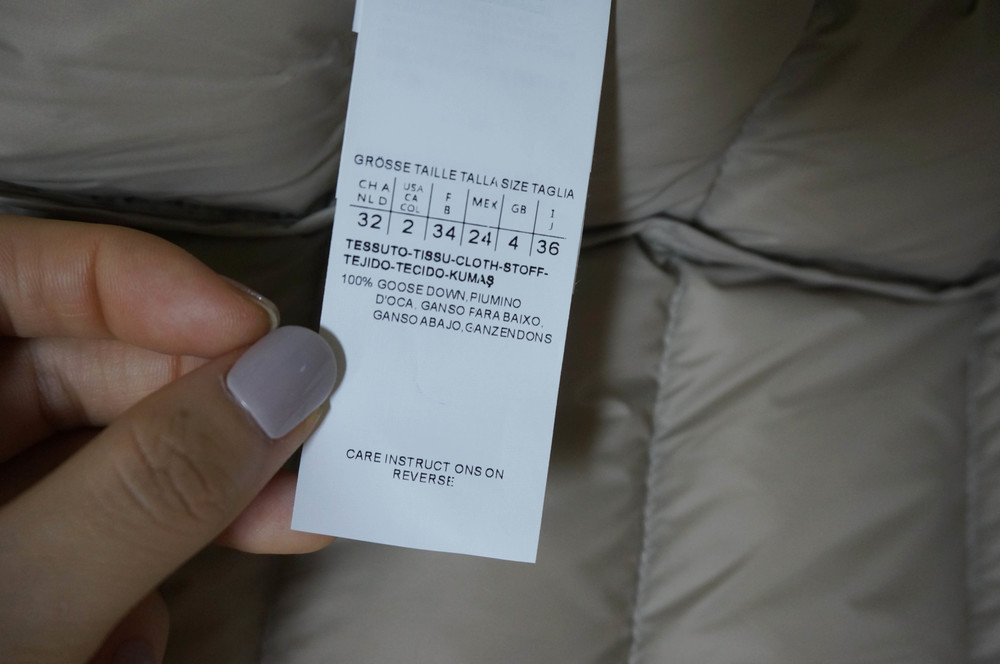 GRÖSSE TAILLE TALLA SIZE TAGLIA
CH A USA F MEX GB I
NL D CA B J
COL
32 2 34 24 4 36
TESSUTO-TISSU-CLOTH-STOFF-
TEJIDO-TECIDO-KUMAŞ
100% GOOSE DOWN,PIUMINO
D'OCA, GANSO PARA BAIXO,
GANSO ABAJO,GANZENDONS
CARE INSTRUCT ONS ON
REVERSE